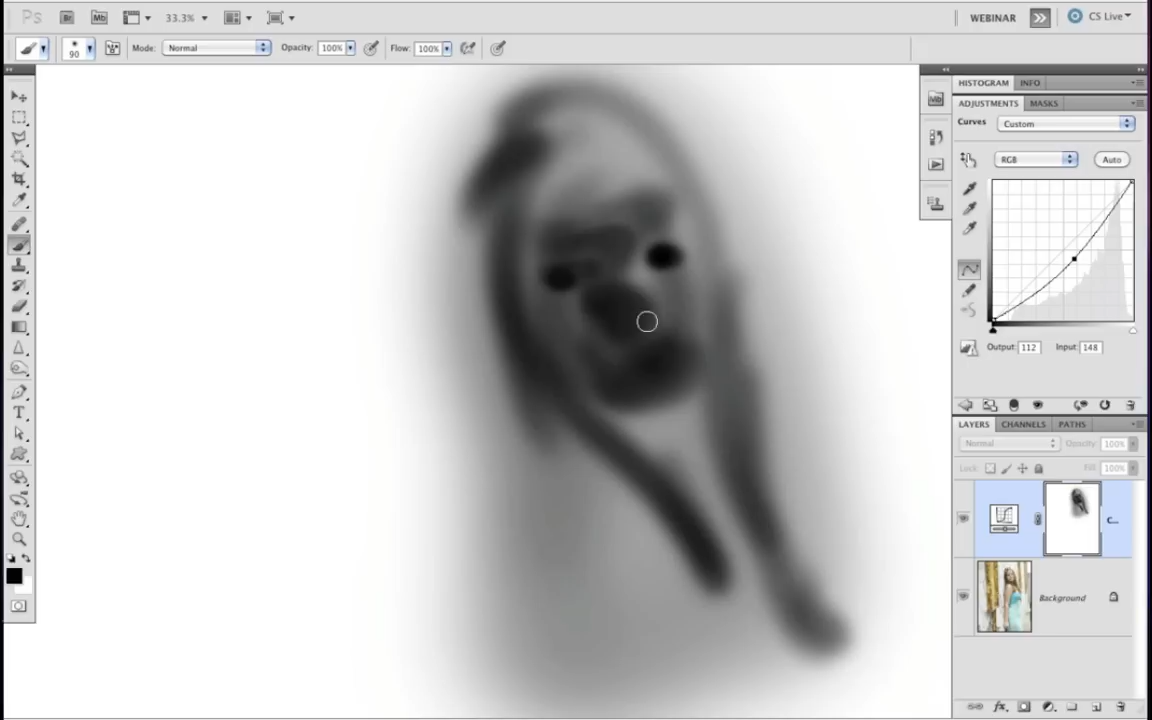 Ps Br Mb 33.3% WEBINAR CS Live
90 Mode: Normal Opacity: 100% Flow: 100%
HISTOGRAM INFO
ADJUSTMENTS MASKS
Curves Custom
RGB Auto
Output: 112 Input: 148
LAYERS CHANNELS PATHS
Normal Opacity: 100%
Lock: Fill: 100%
C...
Background
T
fx